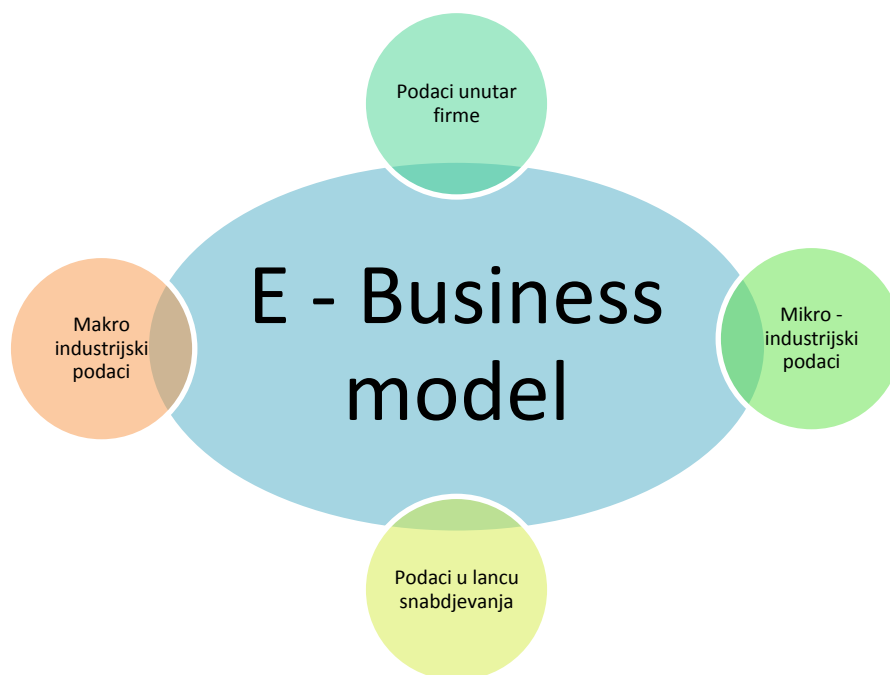 Podaci unutar
firme
E - Business
model
Makro
industrijski
podaci
Mikro -
industrijski
podaci
Podaci u lancu
snabdjevanja